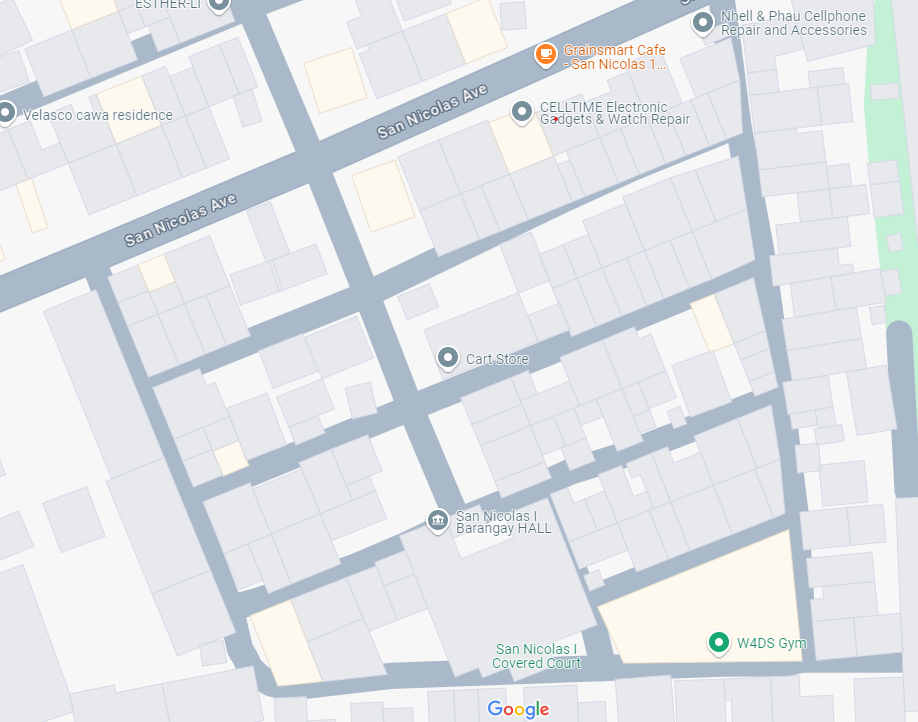 ESTHER-LI
Nhell & Phau Cellphone
Repair and Accessories
Grainsmart Cafe
- San Nicolas 1...
San Nicolas Ave
CELLTIME Electronic
Gadgets & Watch Repair
Velasco cawa residence
San Nicolas Ave
Cart Store
San Nicolas I
Barangay HALL
San Nicolas I
Covered Court
W4DS Gym
Google